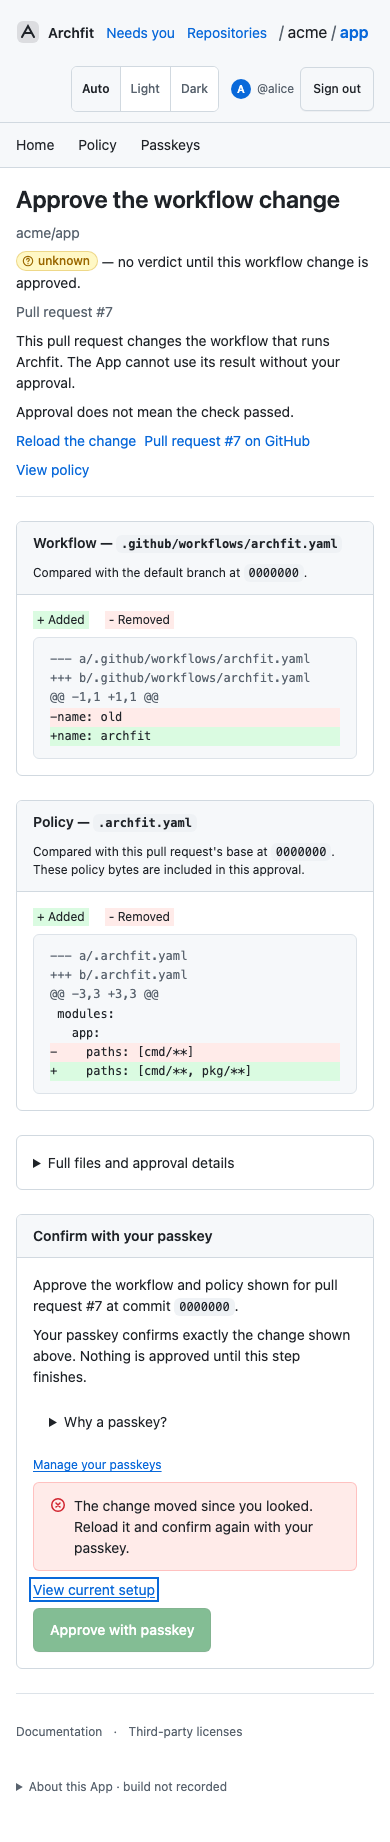 Archfit Needs you Repositories / acme / app
Auto Light Dark A @alice Sign out
Home Policy Passkeys
Approve the workflow change
acme/app
unknown — no verdict until this workflow change is
approved.
Pull request #7
This pull request changes the workflow that runs
Archfit. The App cannot use its result without your
approval.
Approval does not mean the check passed.
Reload the change Pull request #7 on GitHub
View policy
Workflow — .github/workflows/archfit.yaml
Compared with the default branch at 0000000.
+ Added - Removed
--- a/.github/workflows/archfit.yaml
+++ b/.github/workflows/archfit.yaml
@@ -1,1 +1,1 @@
-name: old
+name: archfit
Policy — .archfit.yaml
Compared with this pull request's base at 0000000.
These policy bytes are included in this approval.
+ Added - Removed
--- a/.archfit.yaml
+++ b/.archfit.yaml
@@ -3,3 +3,3 @@
modules:
app:
- paths: [cmd/**]
+ paths: [cmd/**, pkg/**]
Full files and approval details
Confirm with your passkey
Approve the workflow and policy shown for pull
request #7 at commit 0000000.
Your passkey confirms exactly the change shown
above. Nothing is approved until this step
finishes.
Why a passkey?
Manage your passkeys
The change moved since you looked.
Reload it and confirm again with your
passkey.
View current setup
Approve with passkey
Documentation · Third-party licenses
About this App · build not recorded